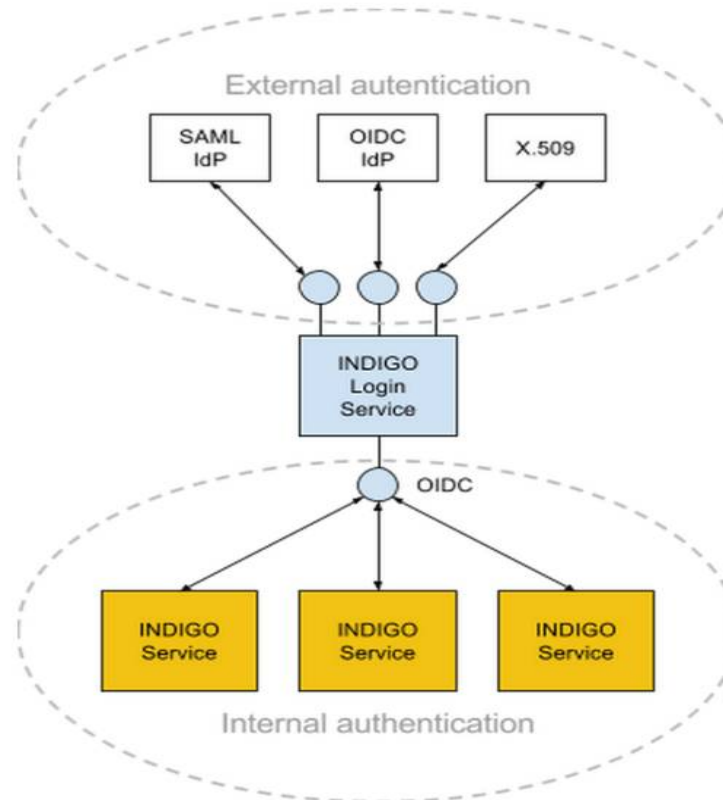 External autentication
SAML
IdP
OIDC
IdP
X.509
INDIGO
Login
Service
OIDC
INDIGO
Service
INDIGO
Service
INDIGO
Service
Internal authentication